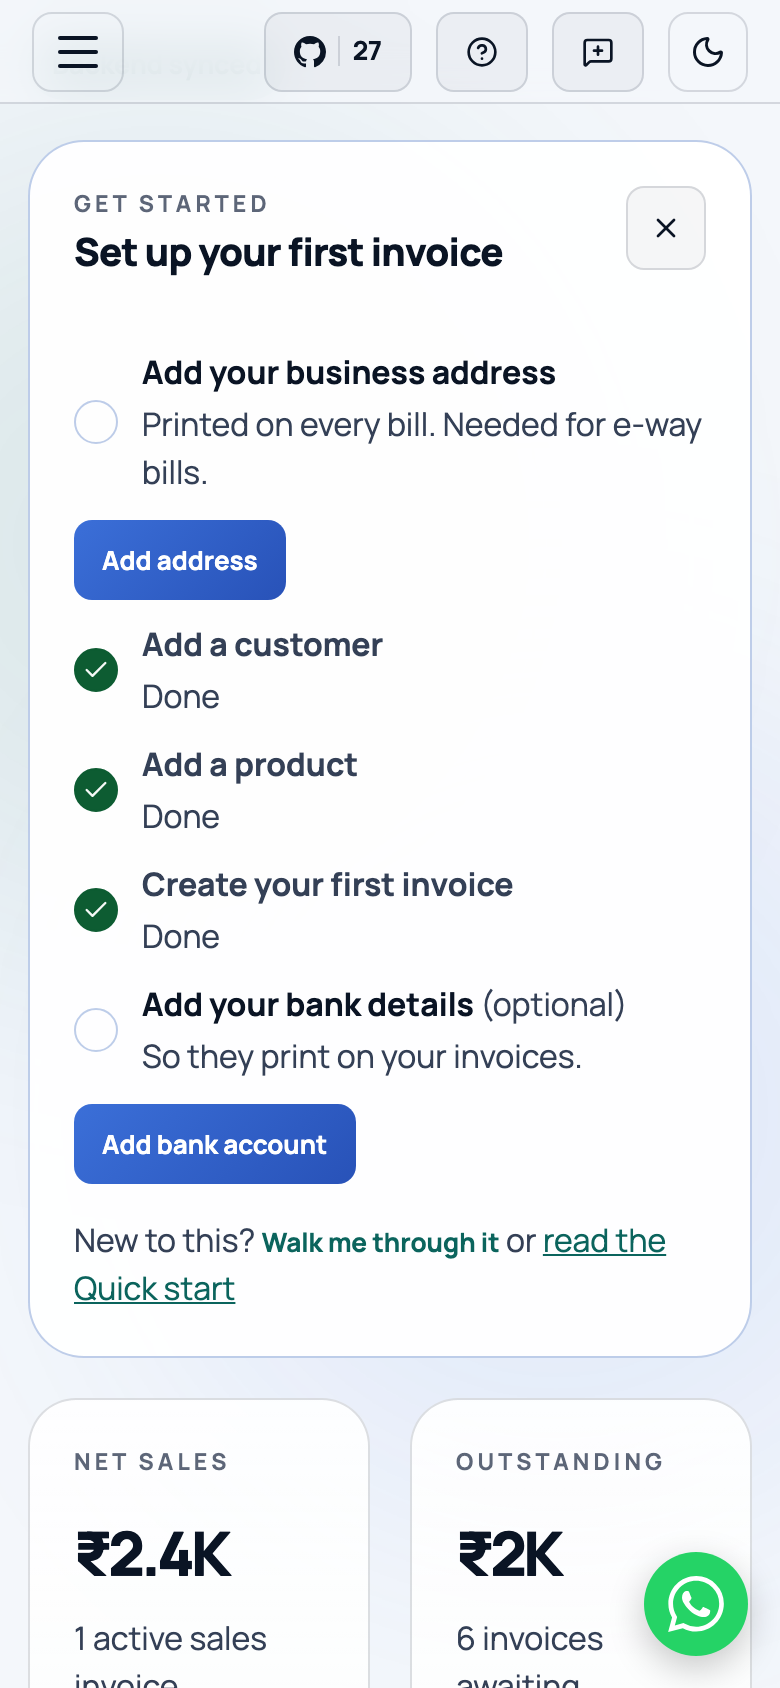 27
GET STARTED
Set up your first invoice
Add your business address
Printed on every bill. Needed for e-way
bills.
Add address
Add a customer
Done
Add a product
Done
Create your first invoice
Done
Add your bank details (optional)
So they print on your invoices.
Add bank account
New to this? Walk me through it or read the
Quick start
NET SALES
OUTSTANDING
₹2.4K
₹2K
1 active sales
invoice
6 invoices
awaiting